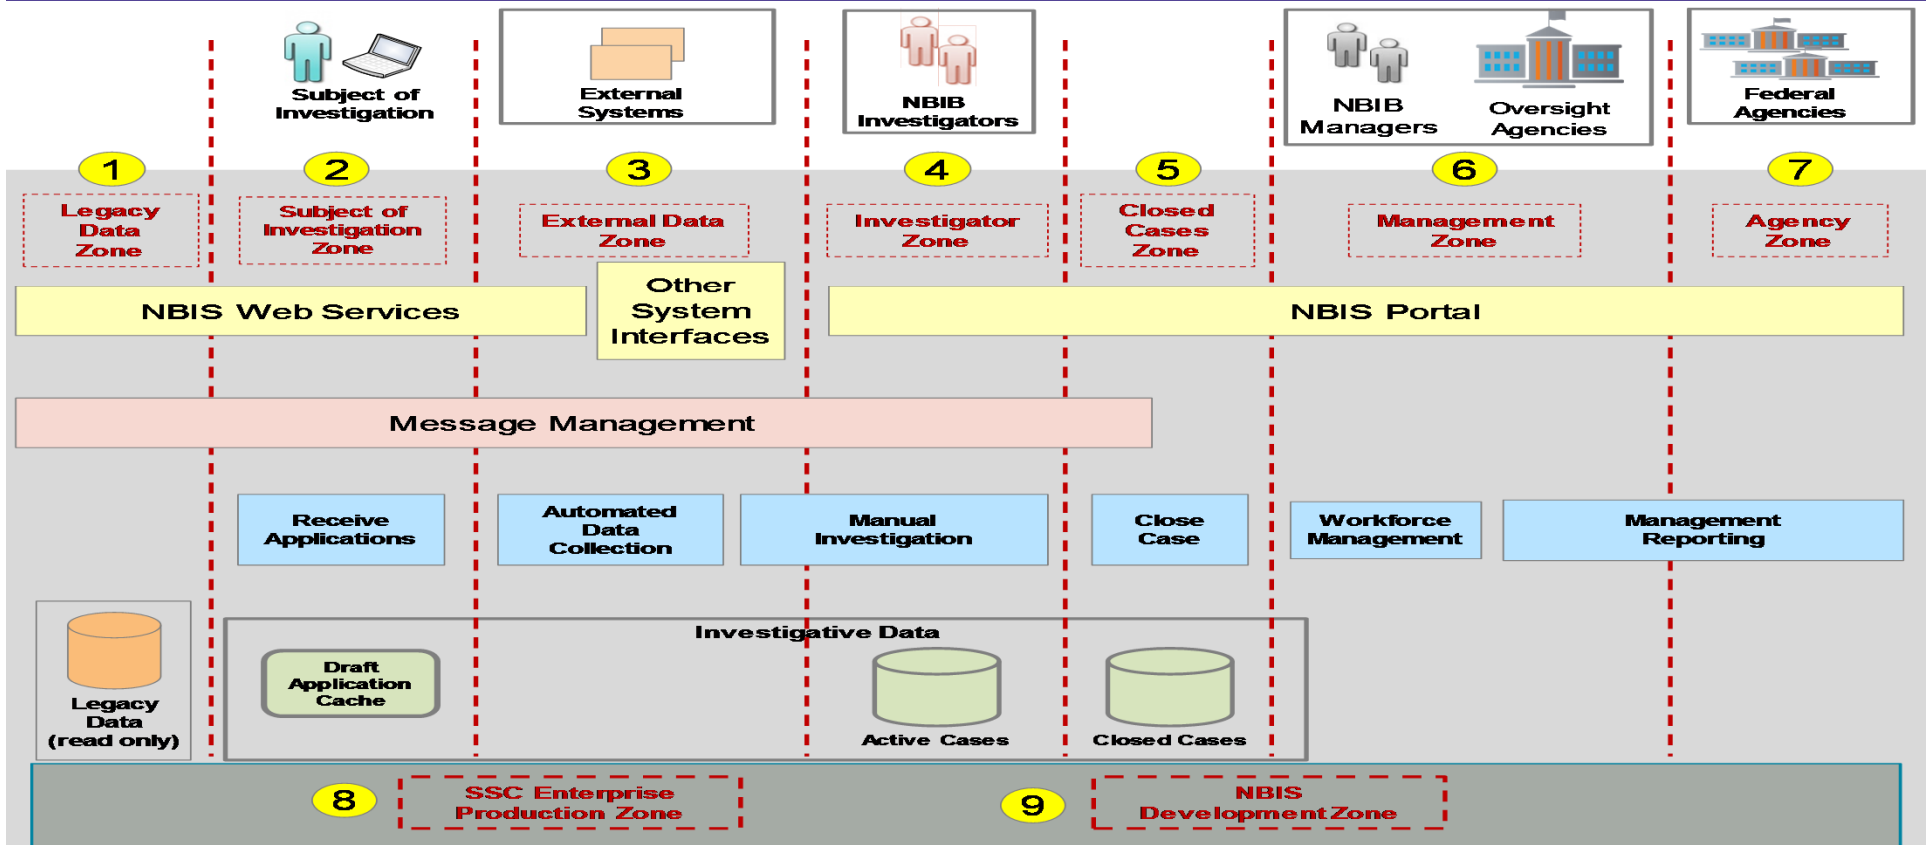 Subject of
Investigation
External
Systems
NBIB
Investigators
NBIB
Managers
Oversight
Agencies
Federal
Agencies
1
2
3
4
5
6
7
Legacy
Data
Zone
Subject of
Investigation
Zone
External Data
Zone
Investigator
Zone
Closed
Cases
Zone
Management
Zone
Agency
Zone
NBIS Web Services
Other
System
Interfaces
NBIS Portal
Message Management
Receive
Applications
Automated
Data
Collection
Manual
Investigation
Close
Case
Workforce
Management
Management
Reporting
Legacy
Data
(read only)
Investigative Data
Draft
Application
Cache
Active Cases
Closed Cases
8
SSC Enterprise
Production Zone
9
NBIS
Development Zone